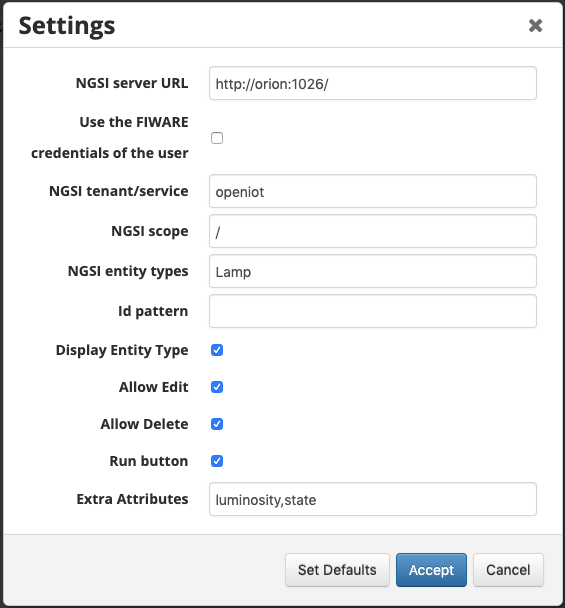 Settings
NGSI server URL http://orion:1026/
Use the FIWARE
credentials of the user
NGSI tenant/service openiot
NGSI scope /
NGSI entity types Lamp
Id pattern
Display Entity Type
Allow Edit
Allow Delete
Run button
Extra Attributes luminosity,state
Set Defaults Accept Cancel